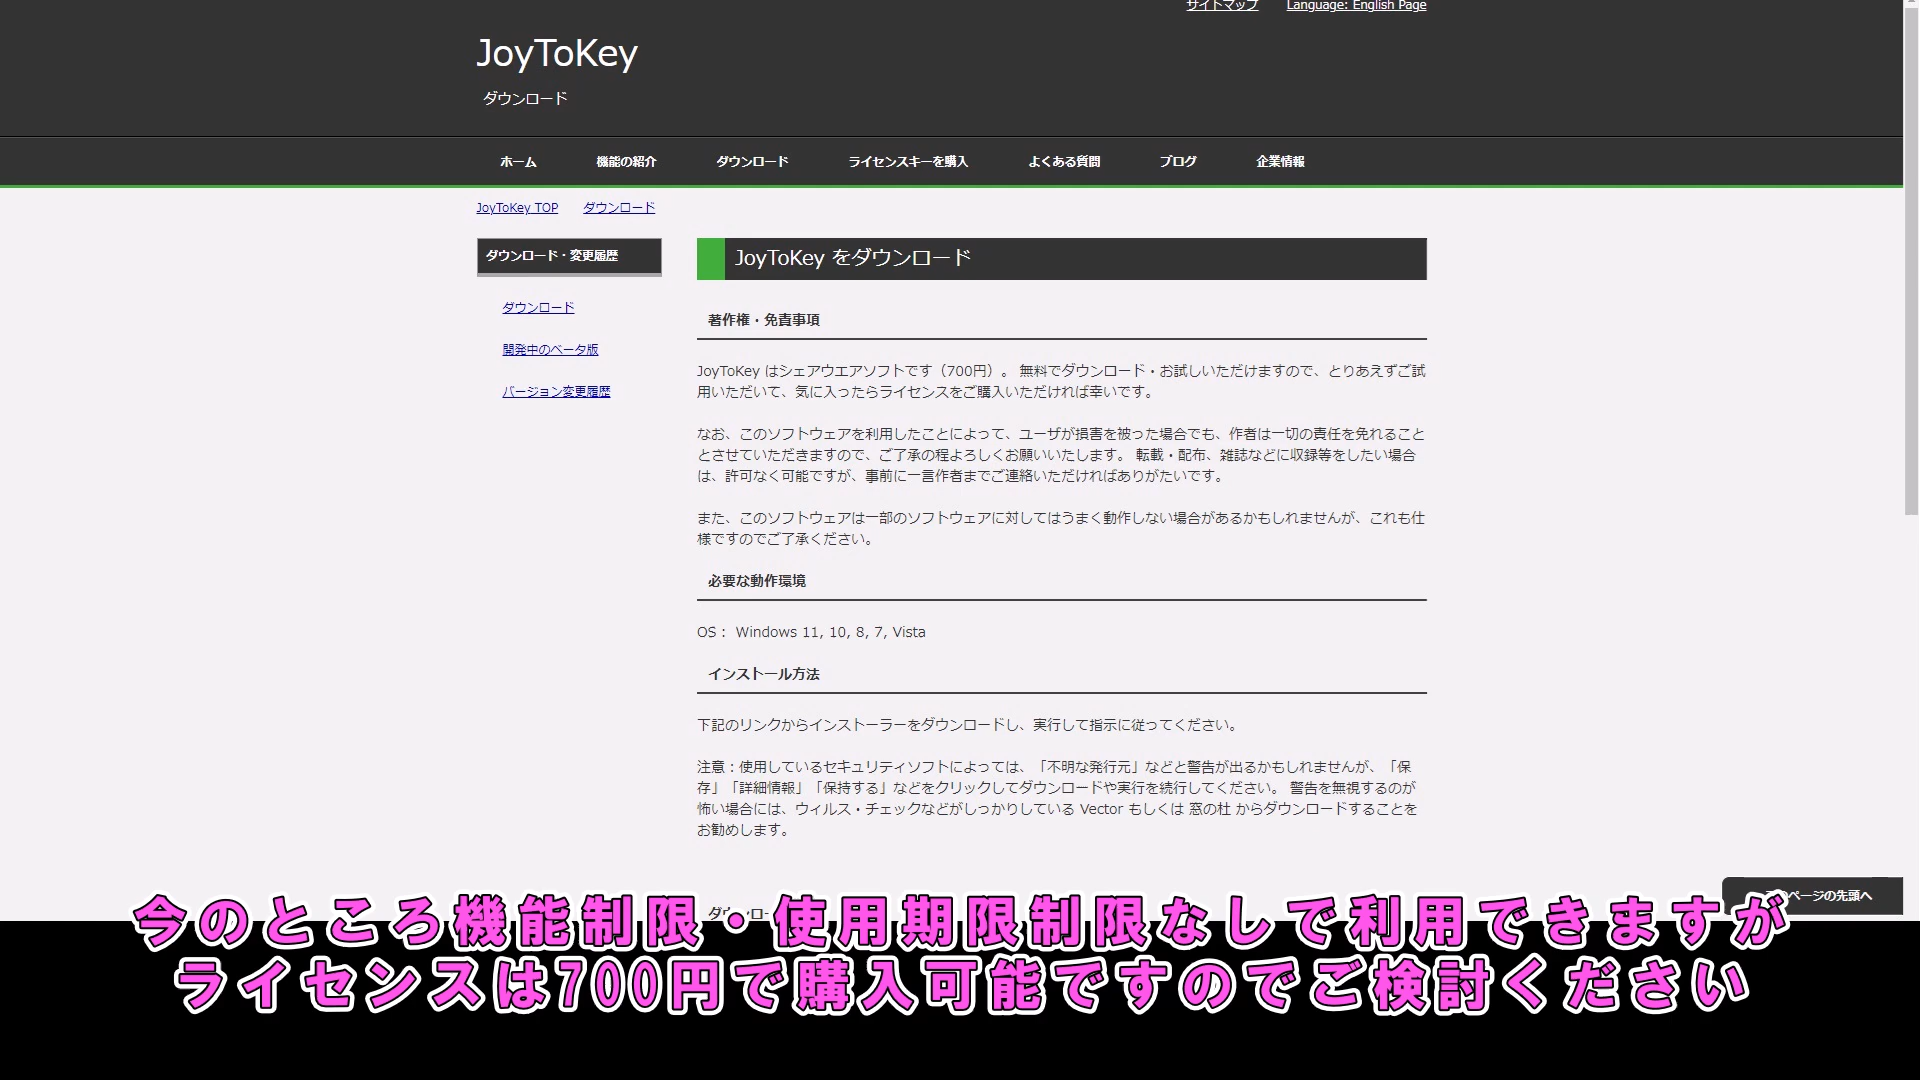 サイトマップ Language: English Page
JoyToKey
ダウンロード
ホーム 機能の紹介 ダウンロード ライセンスキーを購入 よくある質問 ブログ 企業情報
JoyToKey TOP ダウンロード
ダウンロード・変更履歴
ダウンロード
開発中のベータ版
バージョン変更履歴
JoyToKey をダウンロード
著作権・免責事項
JoyToKey はシェアウエアソフトです（700円）。 無料でダウンロード・お試しいただけますので、とりあえずご試
用いただいて、気に入ったらライセンスをご購入いただければ幸いです。
なお、このソフトウェアを利用したことによって、ユーザが損害を被った場合でも、作者は一切の責任を免れること
とさせていただきますので、ご了承の程よろしくお願いいたします。 転載・配布、雑誌などに収録等をしたい場合
は、許可なく可能ですが、事前に一言作者までご連絡いただければありがたいです。
また、このソフトウェアは一部のソフトウェアに対してはうまく動作しない場合があるかもしれませんが、これも仕
様ですのでご了承ください。
必要な動作環境
OS： Windows 11, 10, 8, 7, Vista
インストール方法
下記のリンクからインストーラーをダウンロードし、実行して指示に従ってください。
注意：使用しているセキュリティソフトによっては、「不明な発行元」などと警告が出るかもしれませんが、「保
存」「詳細情報」「保持する」などをクリックしてダウンロードや実行を続行してください。 警告を無視するのが
怖い場合には、ウィルス・チェックなどがしっかりしている Vector もしくは 窓の杜 からダウンロードすることを
お勧めします。
ページの先頭へ
今のところ機能制限・使用期限制限なしで利用できますが
ライセンスは700円で購入可能ですのでご検討ください